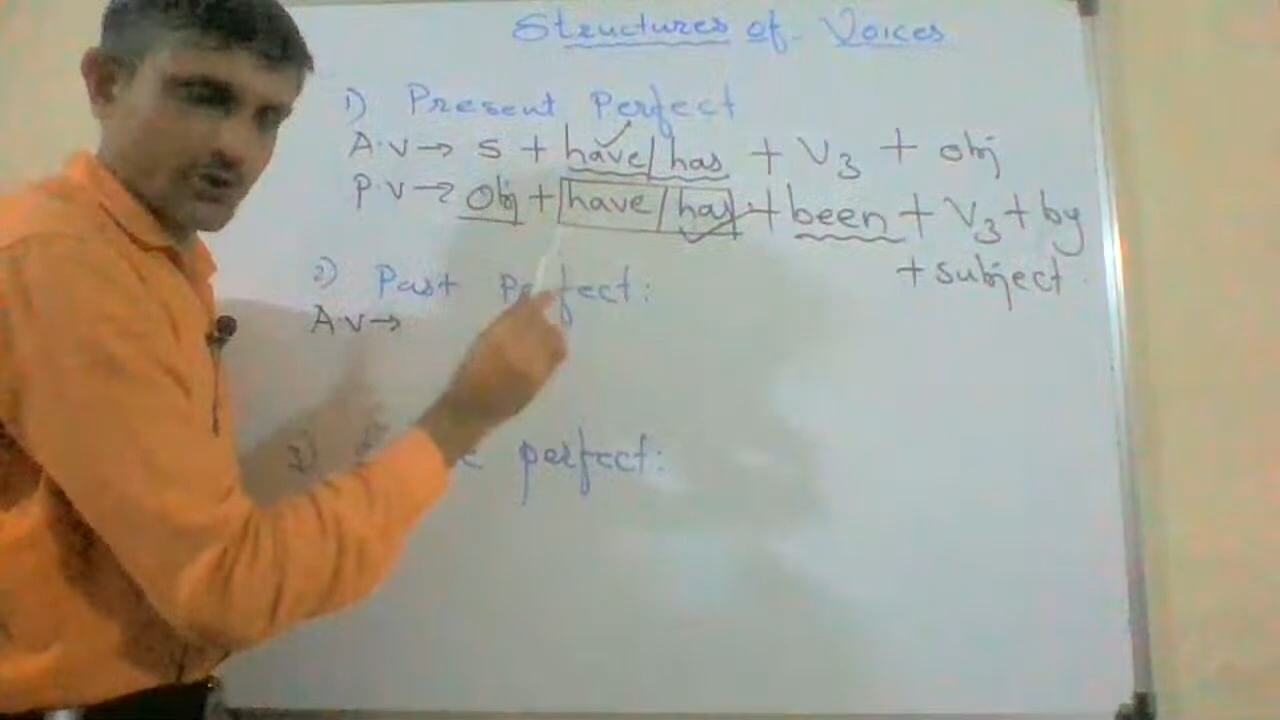 Structures of Voices
1) Present Perfect
A.V→ S + have/has + V3 + obj
P.V→ Obj + have/has + been + V3 + by
+ subject
2) Past Perfect:
A.V→
3) perfect: